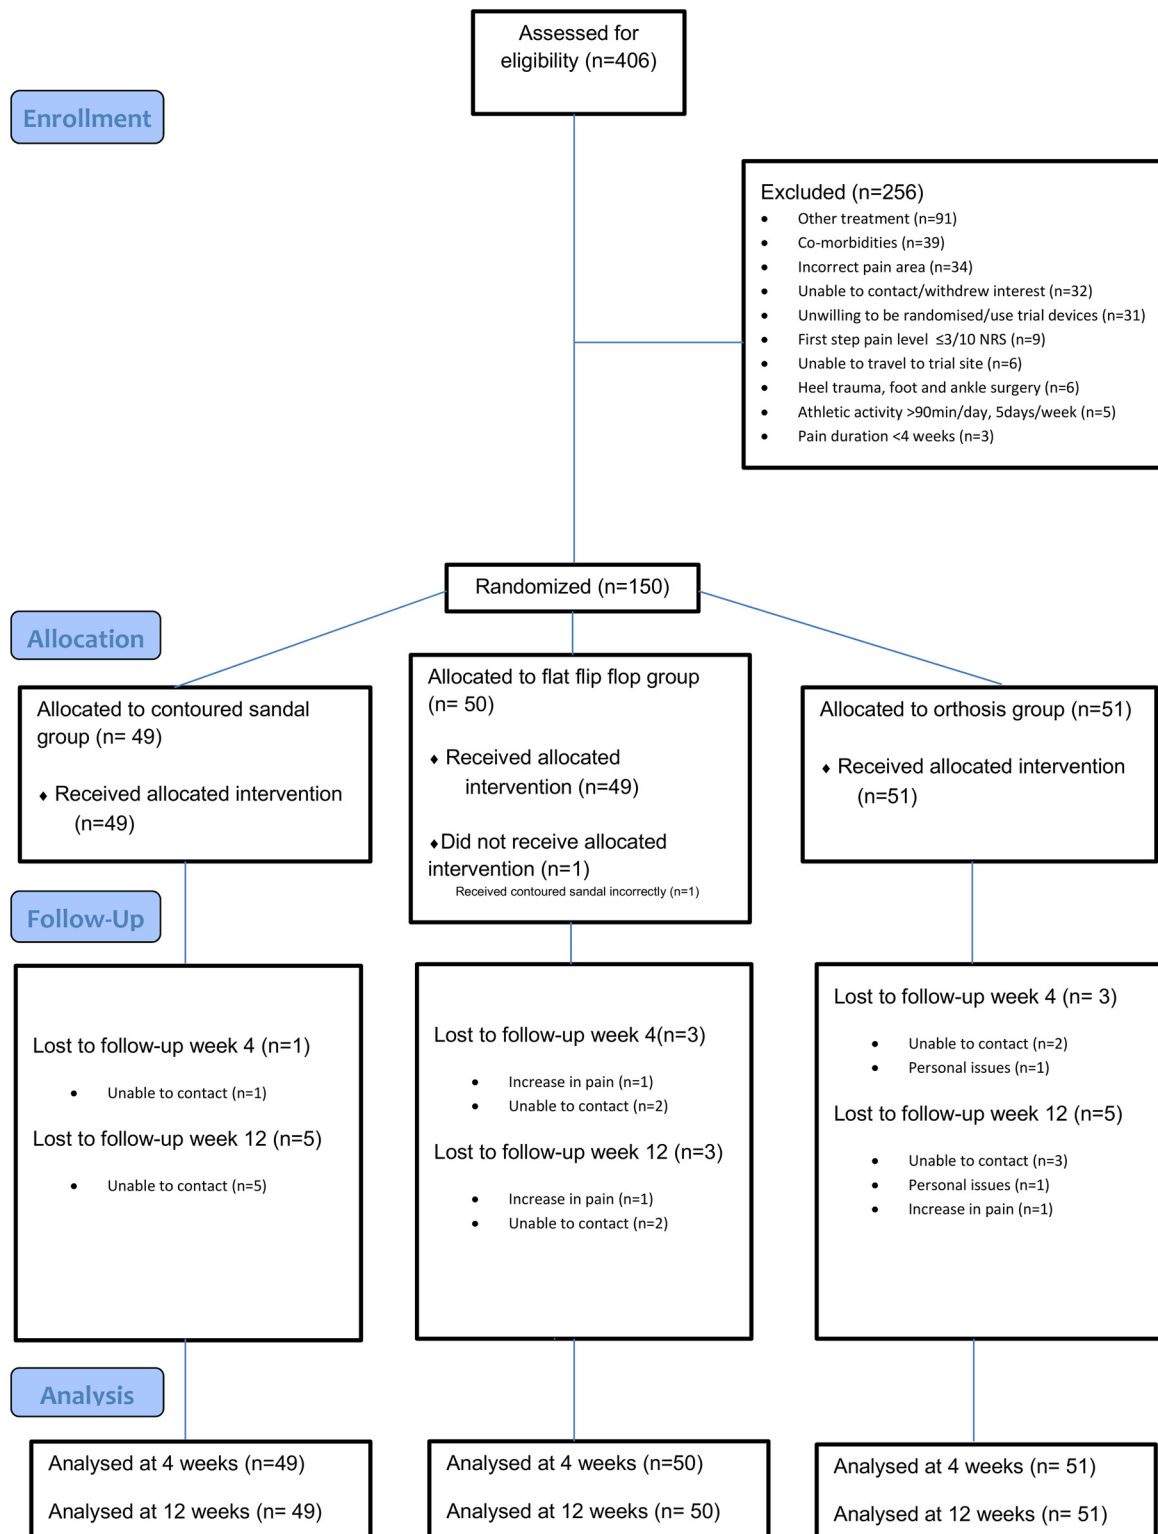 Assessed for
eligibility (n=406)
Enrollment
Excluded (n=256)
• Other treatment (n=91)
• Co-morbidities (n=39)
• Incorrect pain area (n=34)
• Unable to contact/withdrew interest (n=32)
• Unwilling to be randomised/use trial devices (n=31)
• First step pain level ≤3/10 NRS (n=9)
• Unable to travel to trial site (n=6)
• Heel trauma, foot and ankle surgery (n=6)
• Athletic activity >90min/day, 5days/week (n=5)
• Pain duration <4 weeks (n=3)
Randomized (n=150)
Allocation
Allocated to contoured sandal
group (n= 49)
♦ Received allocated intervention
(n=49)
Allocated to flat flip flop group
(n= 50)
♦ Received allocated
intervention (n=49)
♦Did not receive allocated
intervention (n=1)
Received contoured sandal incorrectly (n=1)
Allocated to orthosis group (n=51)
♦ Received allocated intervention
(n=51)
Follow-Up
Lost to follow-up week 4 (n=1)
• Unable to contact (n=1)
Lost to follow-up week 12 (n=5)
• Unable to contact (n=5)
Lost to follow-up week 4(n=3)
• Increase in pain (n=1)
• Unable to contact (n=2)
Lost to follow-up week 12 (n=3)
• Increase in pain (n=1)
• Unable to contact (n=2)
Lost to follow-up week 4 (n= 3)
• Unable to contact (n=2)
• Personal issues (n=1)
Lost to follow-up week 12 (n=5)
• Unable to contact (n=3)
• Personal issues (n=1)
• Increase in pain (n=1)
Analysis
Analysed at 4 weeks (n=49)
Analysed at 12 weeks (n= 49)
Analysed at 4 weeks (n=50)
Analysed at 12 weeks (n= 50)
Analysed at 4 weeks (n= 51)
Analysed at 12 weeks (n= 51)